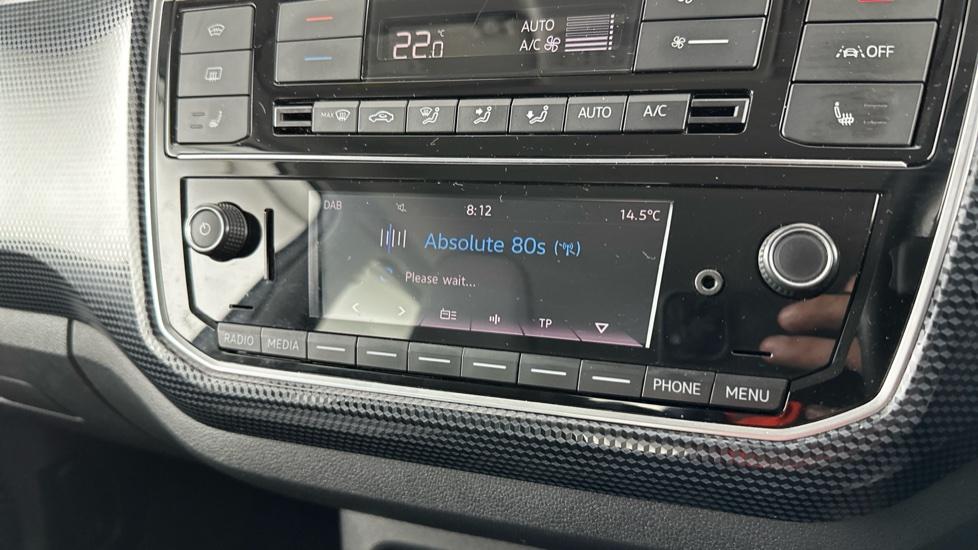 22.0 °C
AUTO
A/C
OFF
MAX
AUTO
A/C
DAB 8:12 14.5°C
Absolute 80s
Please wait...
TP
RADIO MEDIA PHONE MENU